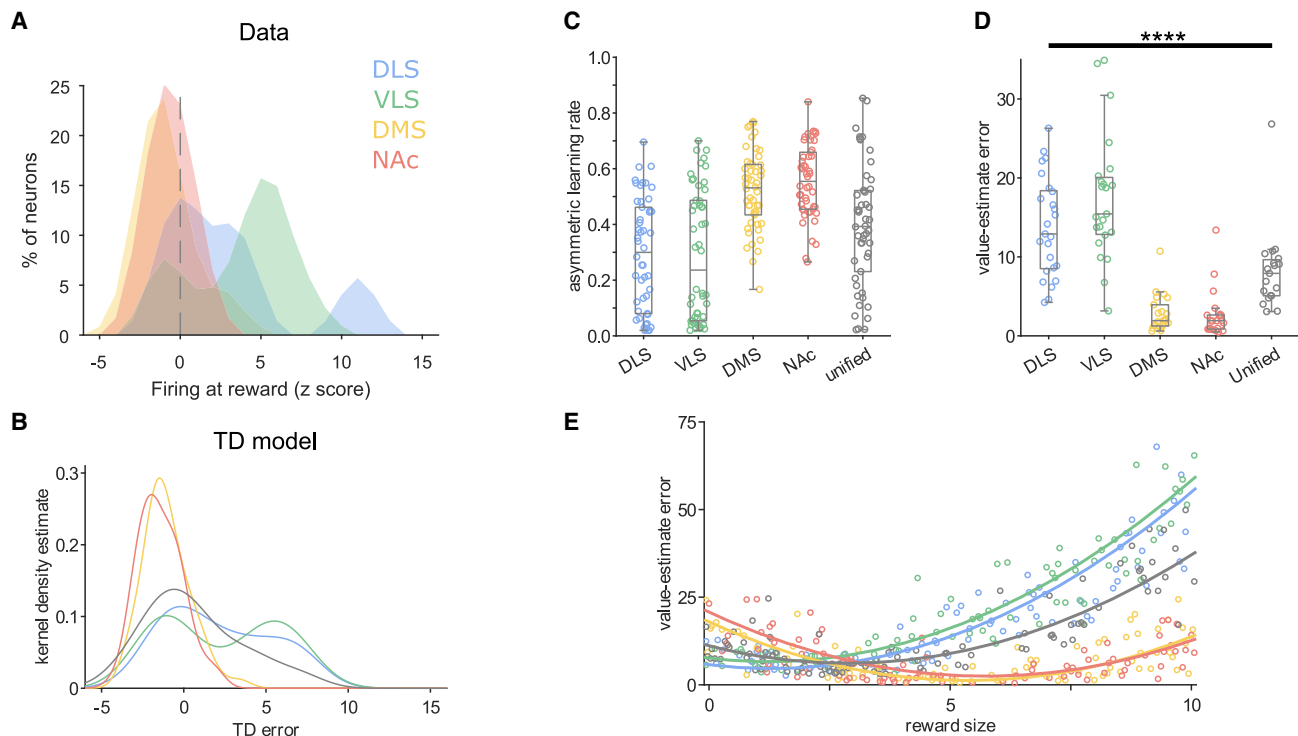 A
Data
DLS
VLS
DMS
NAc
% of neurons
25
20
15
10
5
0
-5 0 5 10 15
Firing at reward (z score)
B
TD model
kernel density estimate
0.3
0.2
0.1
0
-5 0 5 10 15
TD error
C
asymmetric learning rate
1.0
0.8
0.6
0.4
0.2
0.0
DLS VLS DMS NAc unified
D
****
value-estimate error
30
20
10
0
DLS VLS DMS NAc Unified
E
value-estimate error
75
50
25
0
0 5 10
reward size